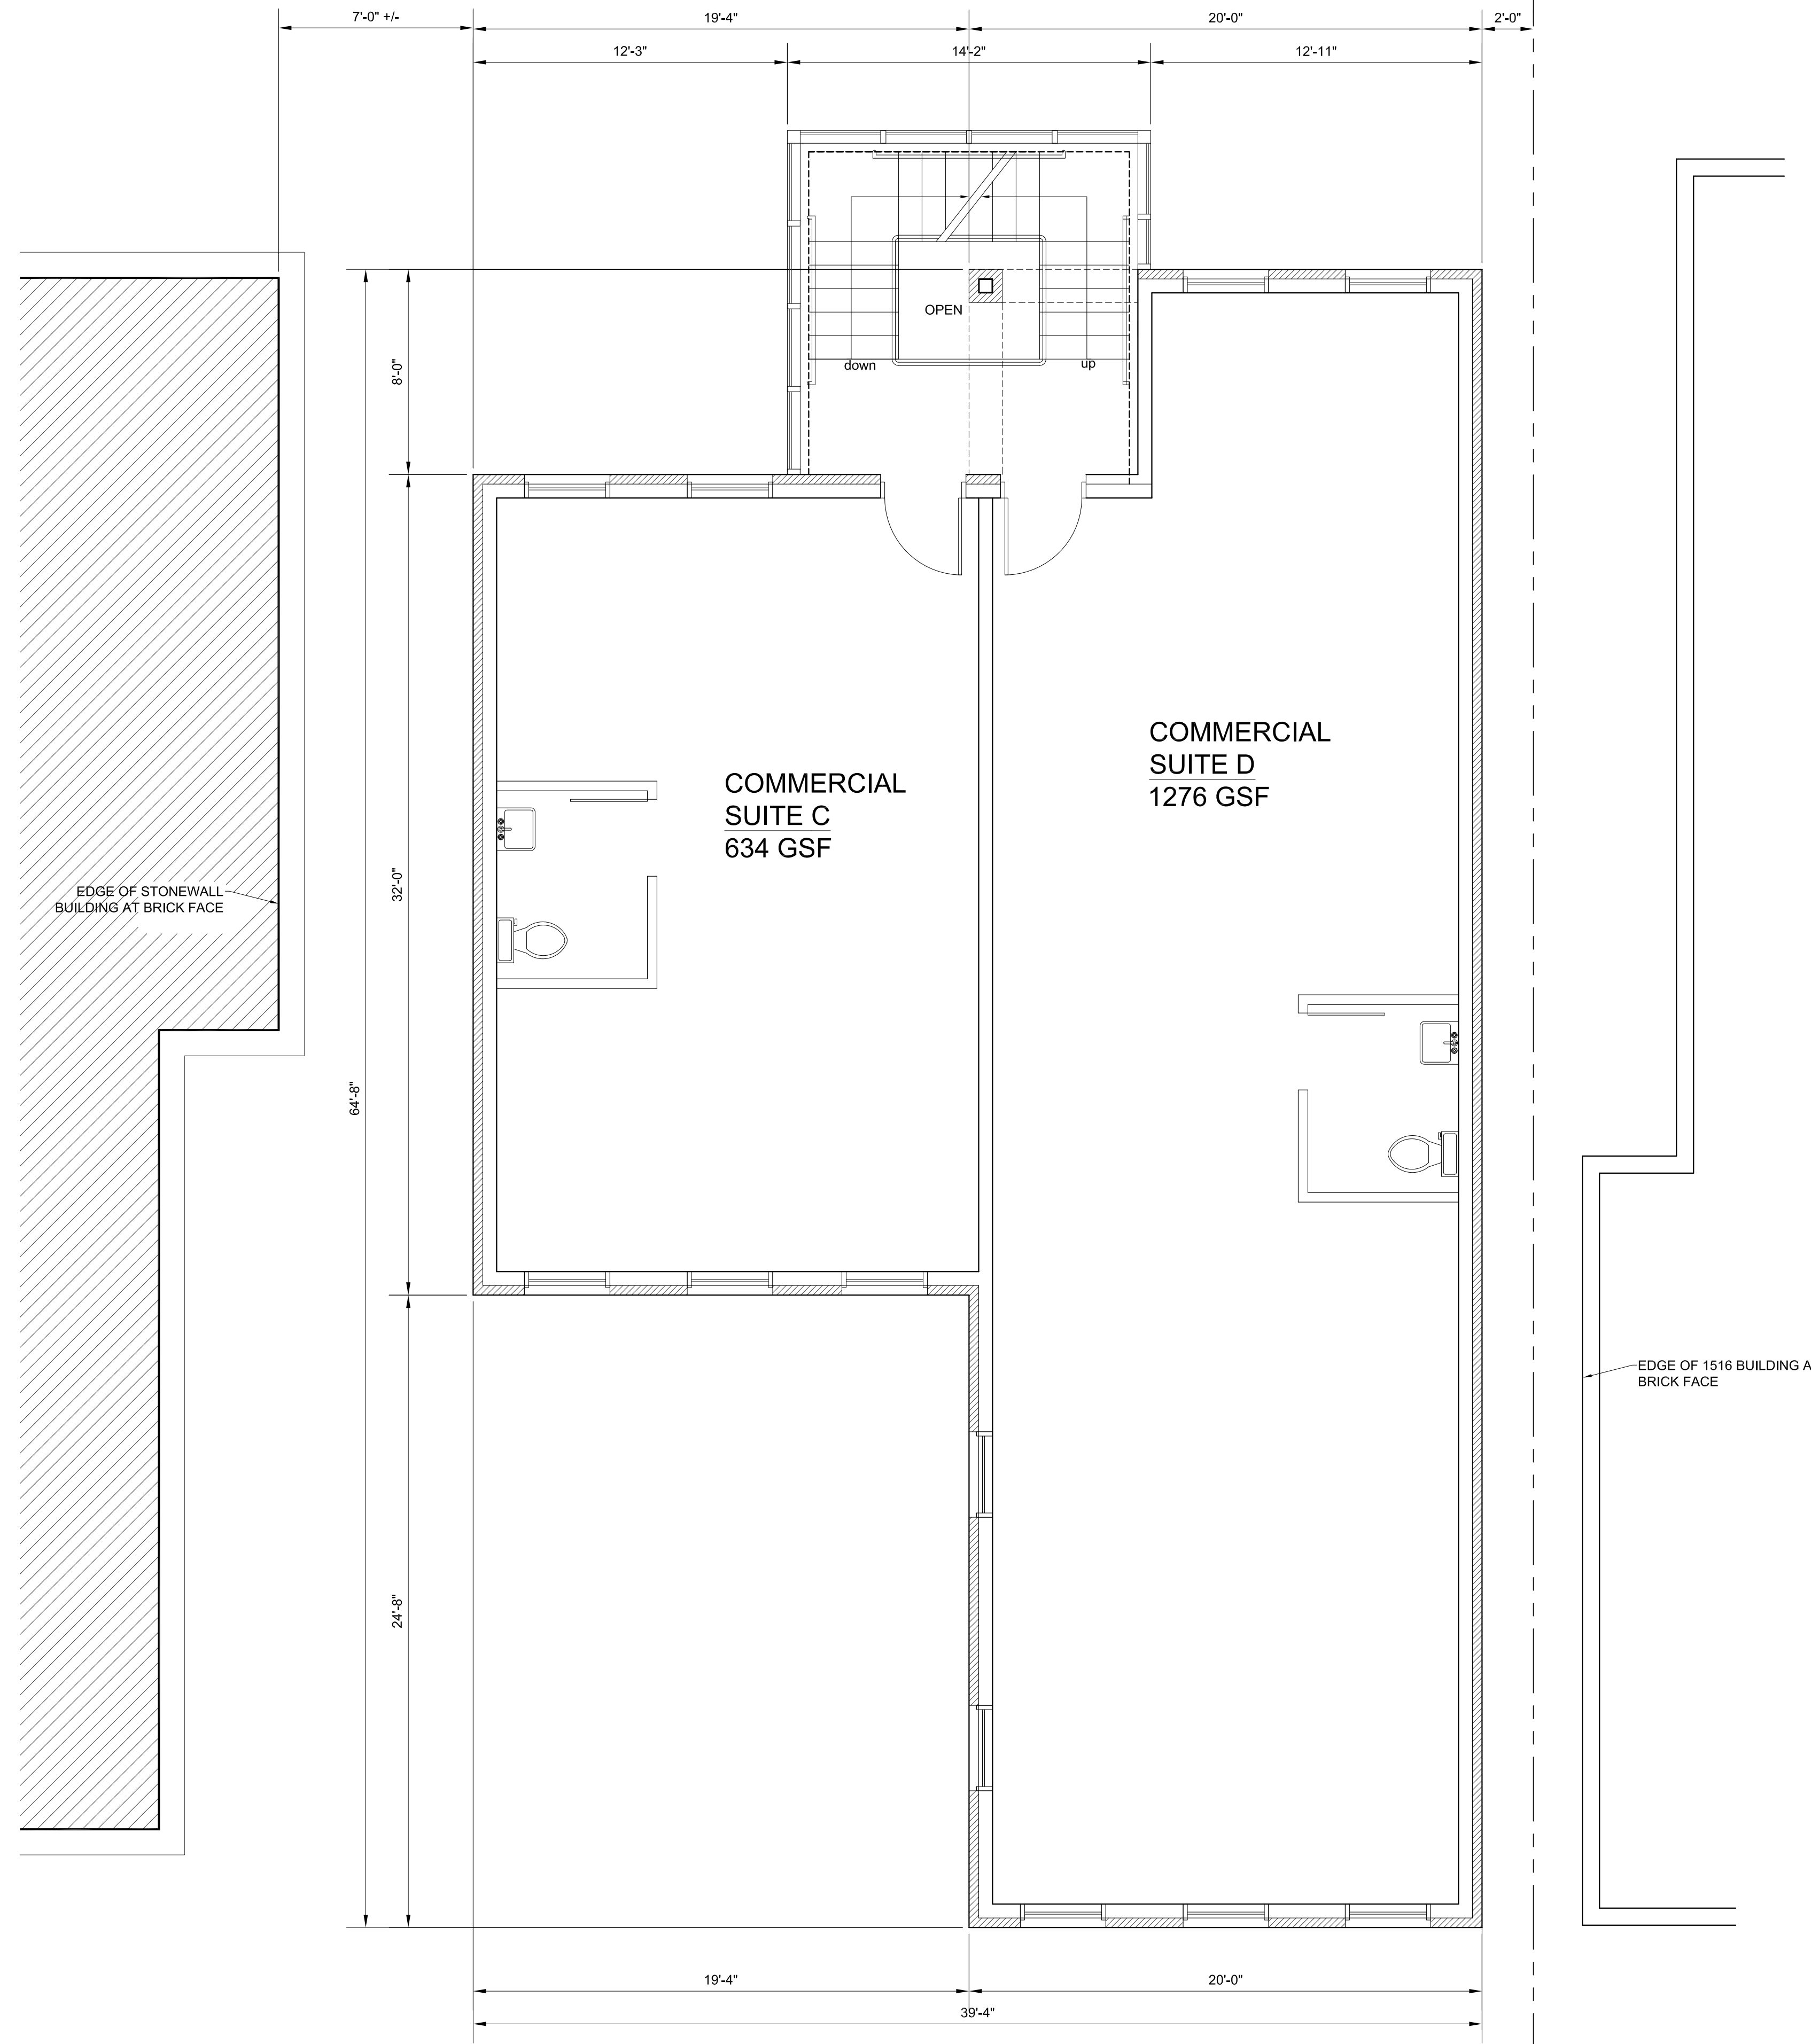 7'-0" +/-
19'-4"
20'-0"
2'-0"
12'-3"
14'-2"
12'-11"
OPEN
down
up
8'-0"
COMMERCIAL
SUITE D
1276 GSF
COMMERCIAL
SUITE C
634 GSF
32'-0"
EDGE OF STONEWALL
BUILDING AT BRICK FACE
64'-8"
EDGE OF 1516 BUILDING A
BRICK FACE
24'-8"
19'-4"
20'-0"
39'-4"